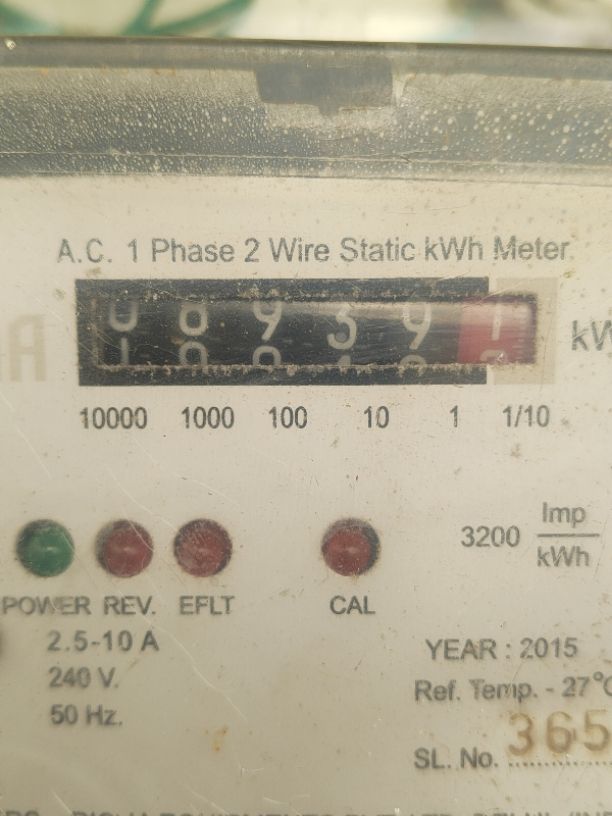 A.C. 1 Phase 2 Wire Static kWh Meter
0 8 9 3 9 1
10000 1000 100 10 1 1/10
3200 Imp/kWh
POWER REV. EFLT CAL
2.5-10 A
240 V.
50 Hz.
YEAR : 2015
Ref. Temp. - 27°C
SL. No. 365